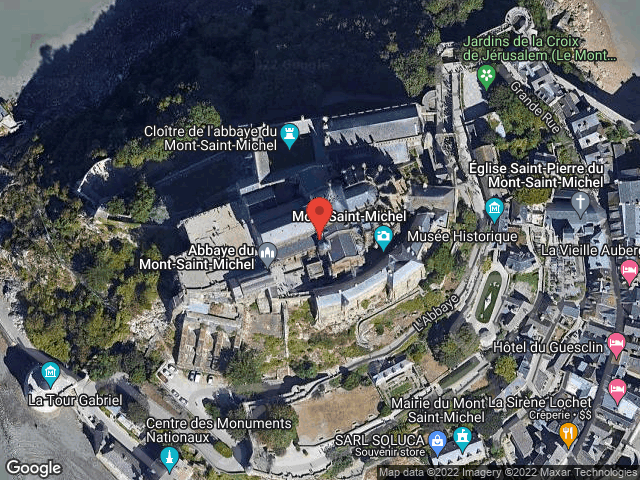 Jardins de la Croix
de Jérusalem (Le Mont...
Grande Rue
Cloître de l'abbaye du
Mont-Saint-Michel
Église Saint-Pierre du
Mont-Saint-Michel
Mont-Saint-Michel
Musée Historique
Abbaye du
Mont-Saint-Michel
La Vieille Auber
L'Abbaye
Hôtel du Guesclin
La Tour Gabriel
Mairie du Mont
Saint-Michel
La Sirène Lochet
Crêperie • $$
Centre des Monuments
Nationaux
SARL SOLUCA
Souvenir store
Google
Map data ©2022 Imagery ©2022 Maxar Technologies